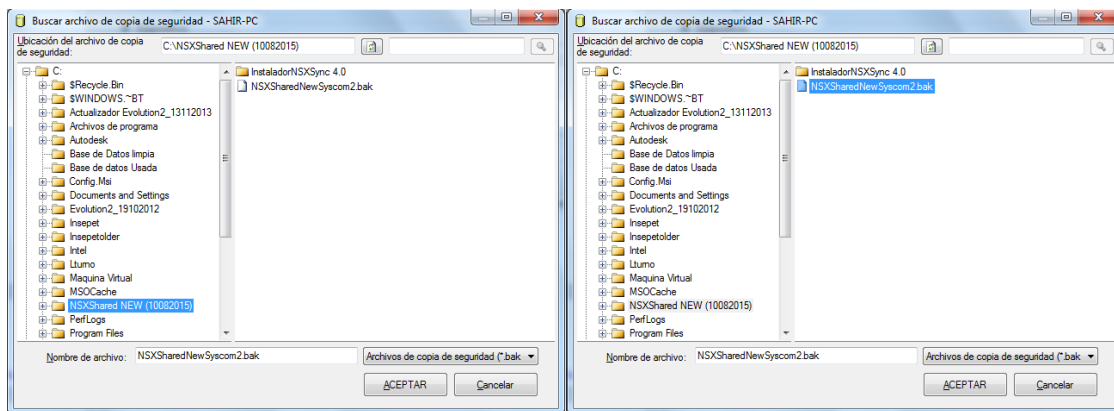 Buscar archivo de copia de seguridad - SAHIR-PC
Ubicación del archivo de copia de seguridad:
C:\NSXShared NEW (10082015)
C:
$Recycle.Bin
$WINDOWS.~BT
Actualizador Evolution2_13112013
Archivos de programa
Autodesk
Base de Datos limpia
Base de datos Usada
Config.Msi
Documents and Settings
Evolution2_19102012
Insepet
Insepetolder
Intel
Lturno
Maquina Virtual
MSOCache
NSXShared NEW (10082015)
PerfLogs
Program Files
InstaladorNSXSync 4.0
NSXSharedNewSyscom2.bak
Nombre de archivo: NSXSharedNewSyscom2.bak
Archivos de copia de seguridad (*.bak
ACEPTAR
Cancelar
Buscar archivo de copia de seguridad - SAHIR-PC
Ubicación del archivo de copia de seguridad:
C:\NSXShared NEW (10082015)
C:
$Recycle.Bin
$WINDOWS.~BT
Actualizador Evolution2_13112013
Archivos de programa
Autodesk
Base de Datos limpia
Base de datos Usada
Config.Msi
Documents and Settings
Evolution2_19102012
Insepet
Insepetolder
Intel
Lturno
Maquina Virtual
MSOCache
NSXShared NEW (10082015)
PerfLogs
Program Files
InstaladorNSXSync 4.0
NSXSharedNewSyscom2.bak
Nombre de archivo: NSXSharedNewSyscom2.bak
Archivos de copia de seguridad (*.bak
ACEPTAR
Cancelar